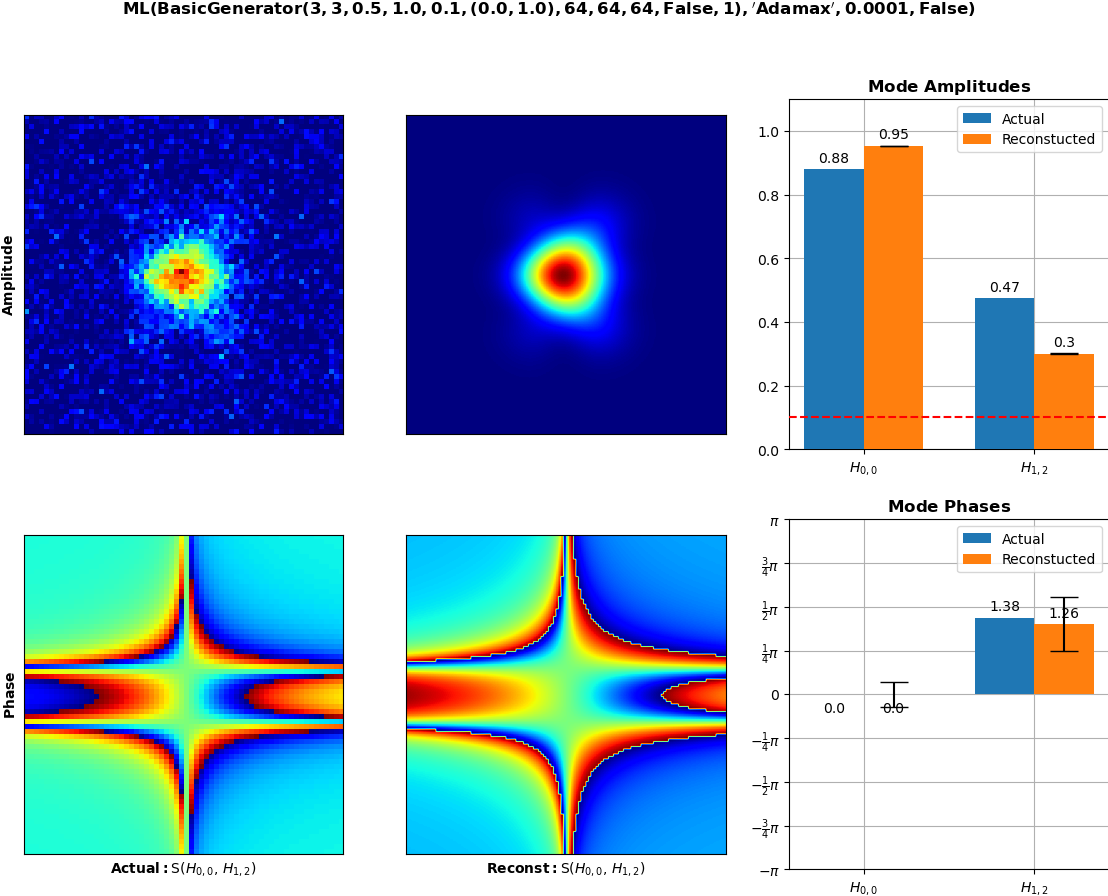 ML(BasicGenerator(3, 3, 0.5, 1.0, 0.1, (0.0, 1.0), 64, 64, 64, False, 1), ′Adamax′, 0.0001, False)
Amplitude
Mode Amplitudes
Actual
Reconstucted
1.0
0.8
0.6
0.4
0.2
0.0
0.88
0.95
0.47
0.3
H0,0
H1,2
Phase
Actual: S(H0,0, H1,2)
Reconst: S(H0,0, H1,2)
Mode Phases
Actual
Reconstucted
π
3/4π
1/2π
1/4π
0
−1/4π
−1/2π
−3/4π
−π
0.0
0.0
1.38
1.26
H0,0
H1,2